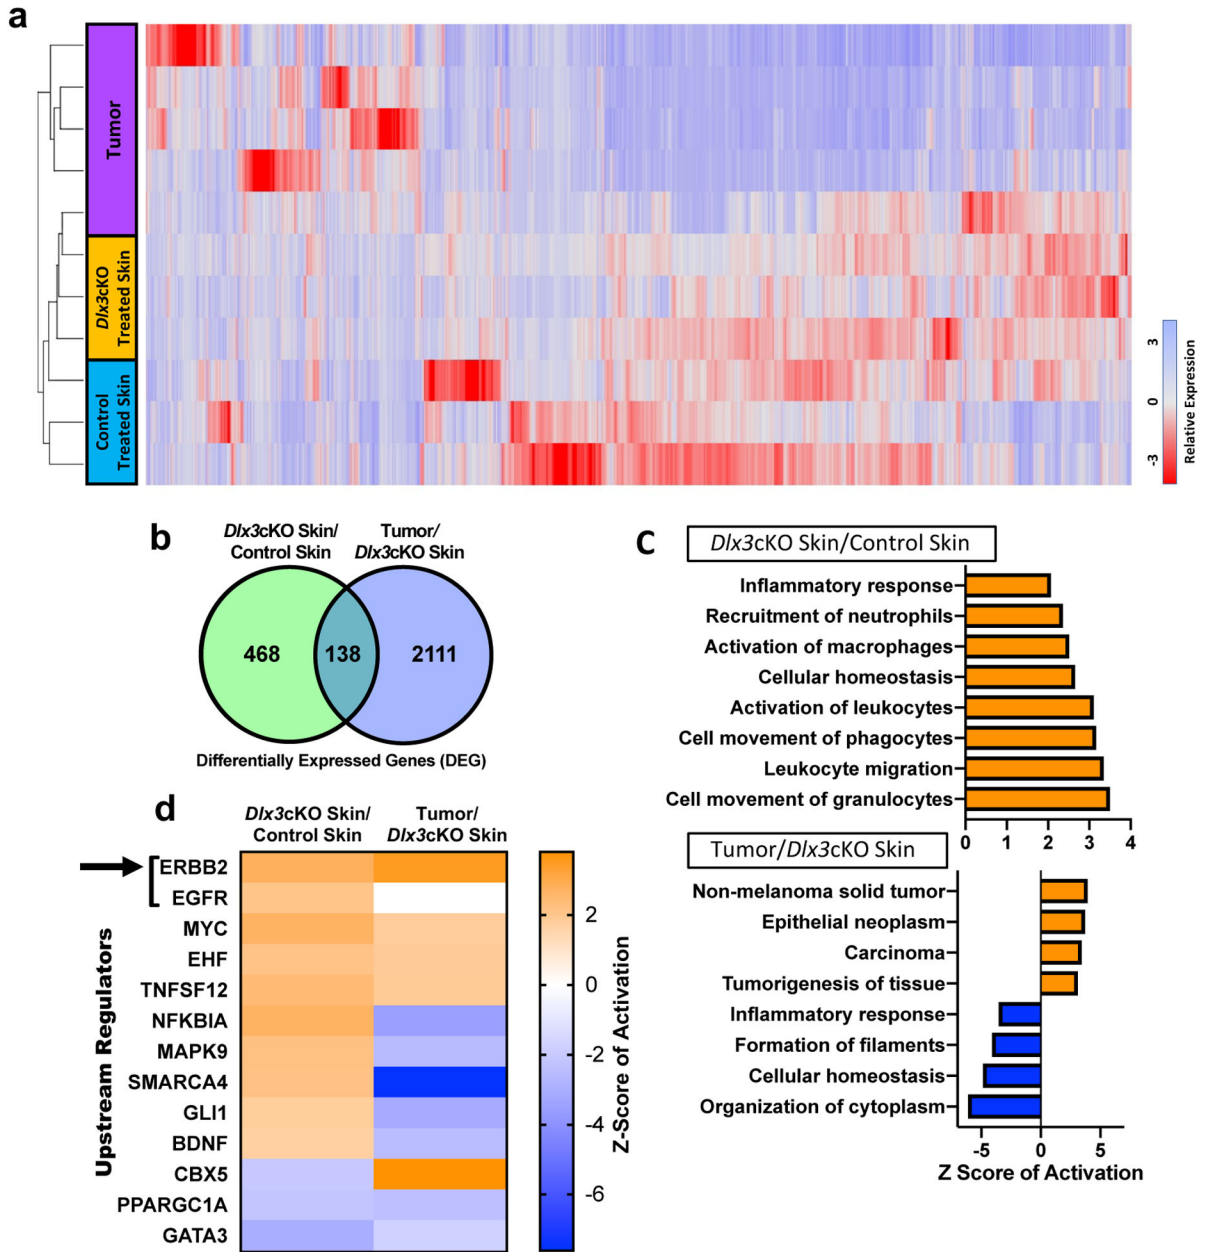 a
Tumor
Dlx3cKO
Treated Skin
Control
Treated Skin
3
0
-3
Relative Expression
b
Dlx3cKO Skin/
Control Skin
Tumor/
Dlx3cKO Skin
468
138
2111
Differentially Expressed Genes (DEG)
c
Dlx3cKO Skin/Control Skin
Inflammatory response
Recruitment of neutrophils
Activation of macrophages
Cellular homeostasis
Activation of leukocytes
Cell movement of phagocytes
Leukocyte migration
Cell movement of granulocytes
0 1 2 3 4
Tumor/Dlx3cKO Skin
Non-melanoma solid tumor
Epithelial neoplasm
Carcinoma
Tumorigenesis of tissue
Inflammatory response
Formation of filaments
Cellular homeostasis
Organization of cytoplasm
-5 0 5
Z Score of Activation
d
Dlx3cKO Skin/
Control Skin
Tumor/
Dlx3cKO Skin
Upstream Regulators
ERBB2
EGFR
MYC
EHF
TNFSF12
NFKBIA
MAPK9
SMARCA4
GLI1
BDNF
CBX5
PPARGC1A
GATA3
2
0
-2
-4
-6
Z-Score of Activation